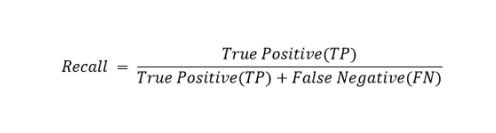 Recall = True Positive(TP) / True Positive(TP) + False Negative(FN)